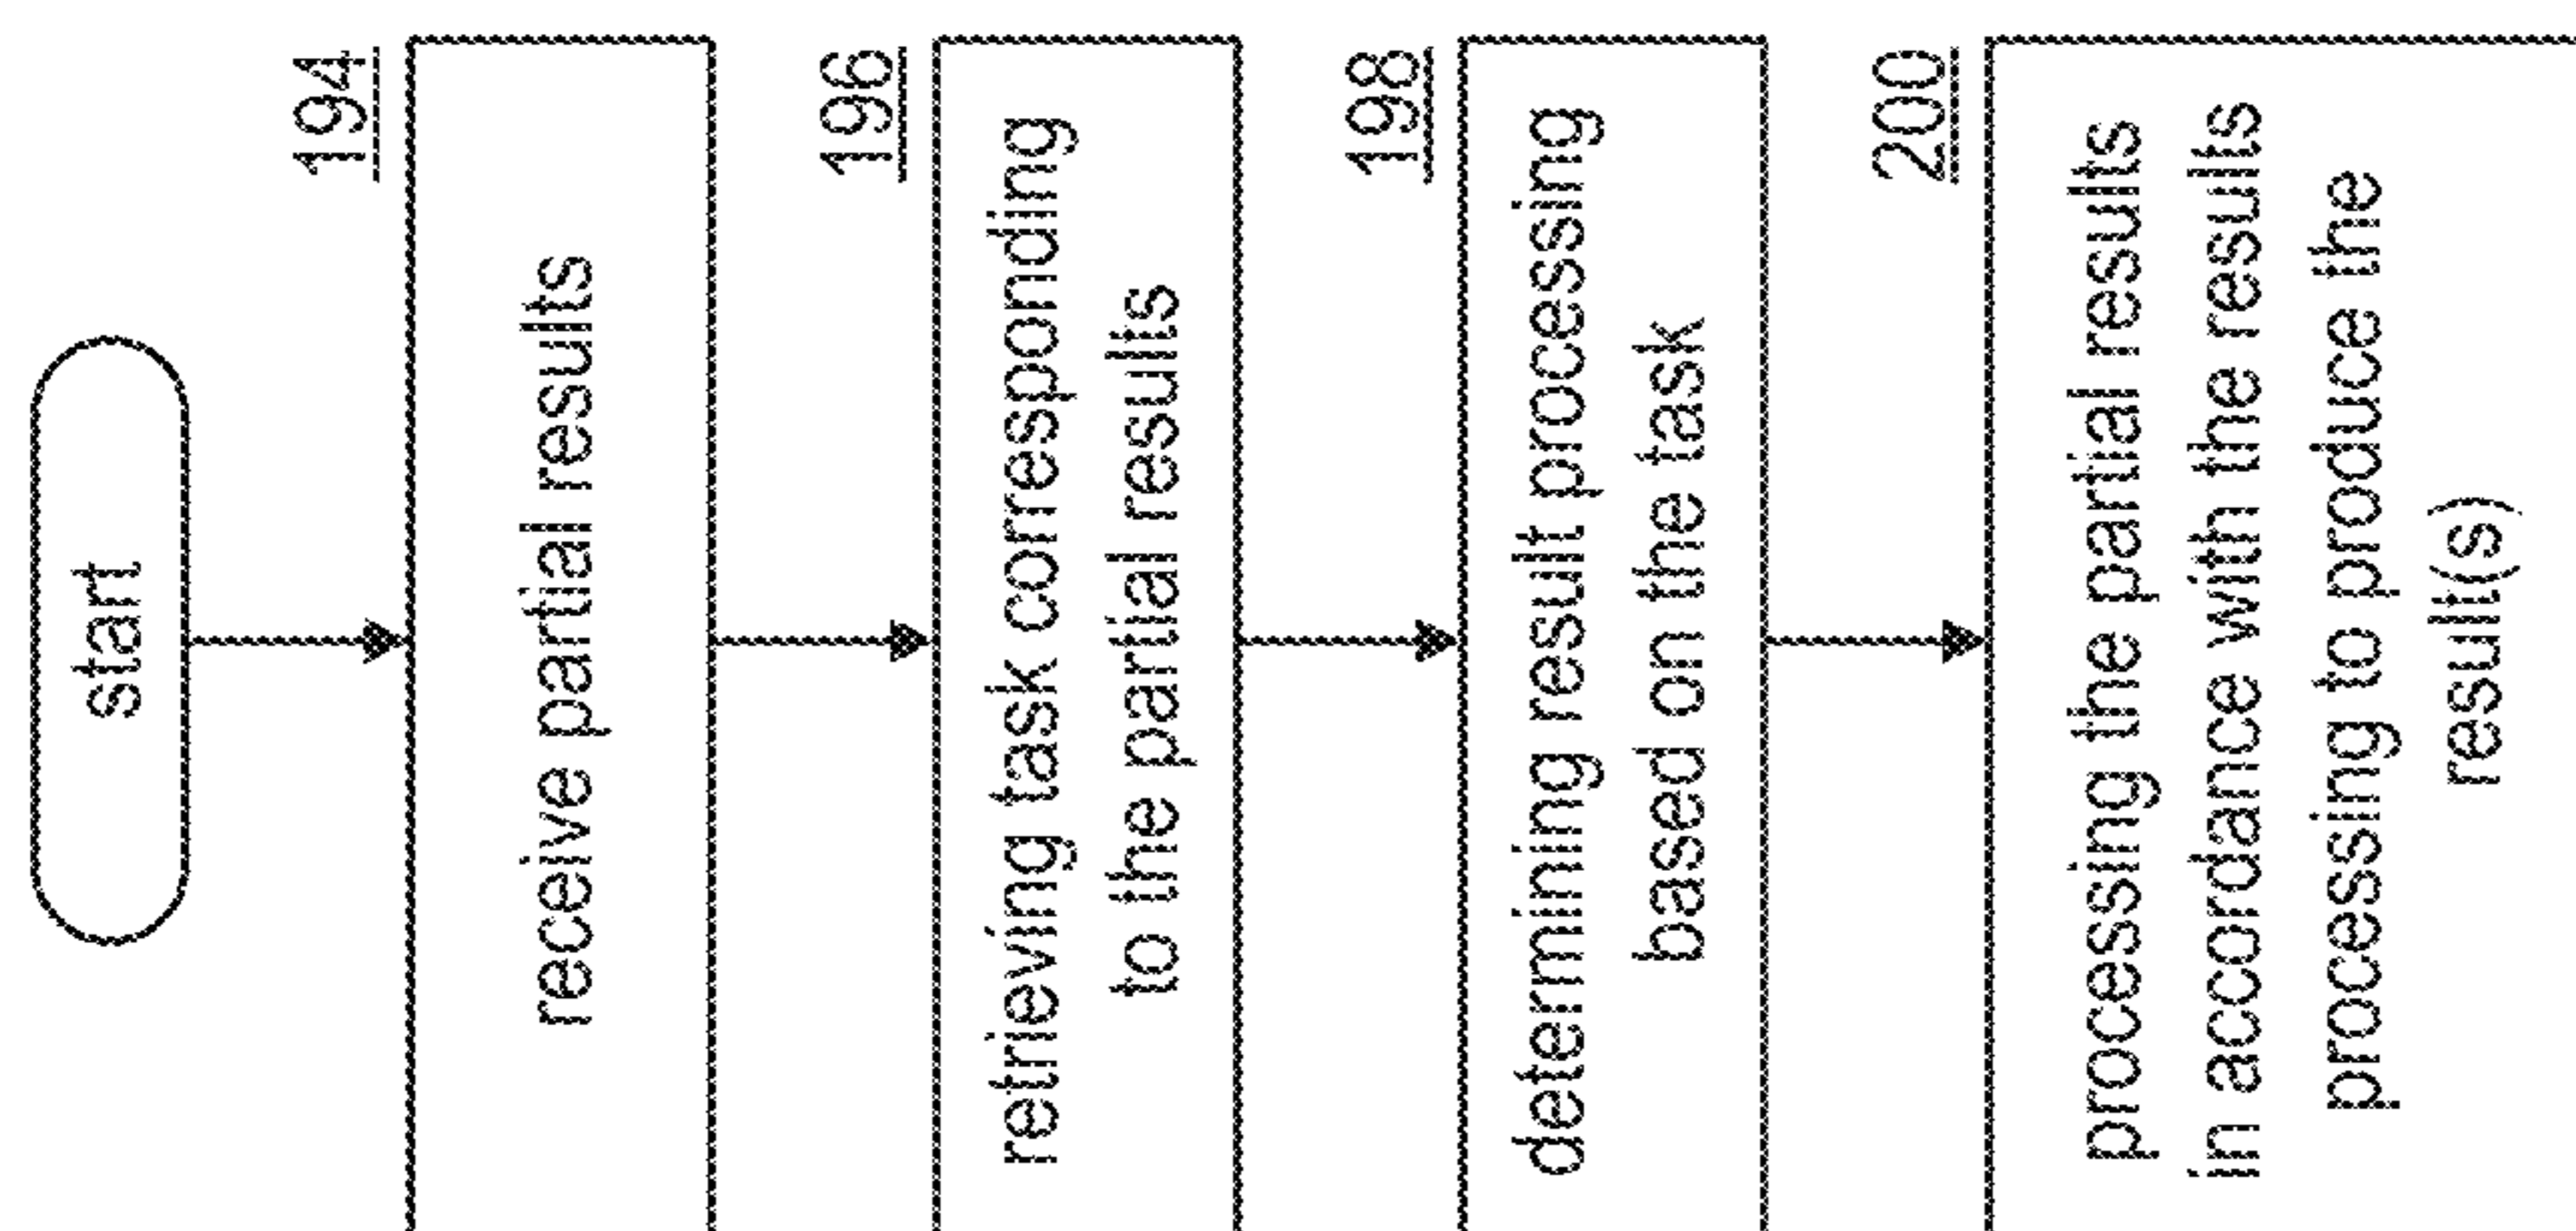 start
194
receive partial results
196
retrieving task corresponding
to the partial results
198
determining result processing
based on the task
200
processing the partial results
in accordance with the results
processing to produce the
result(s)